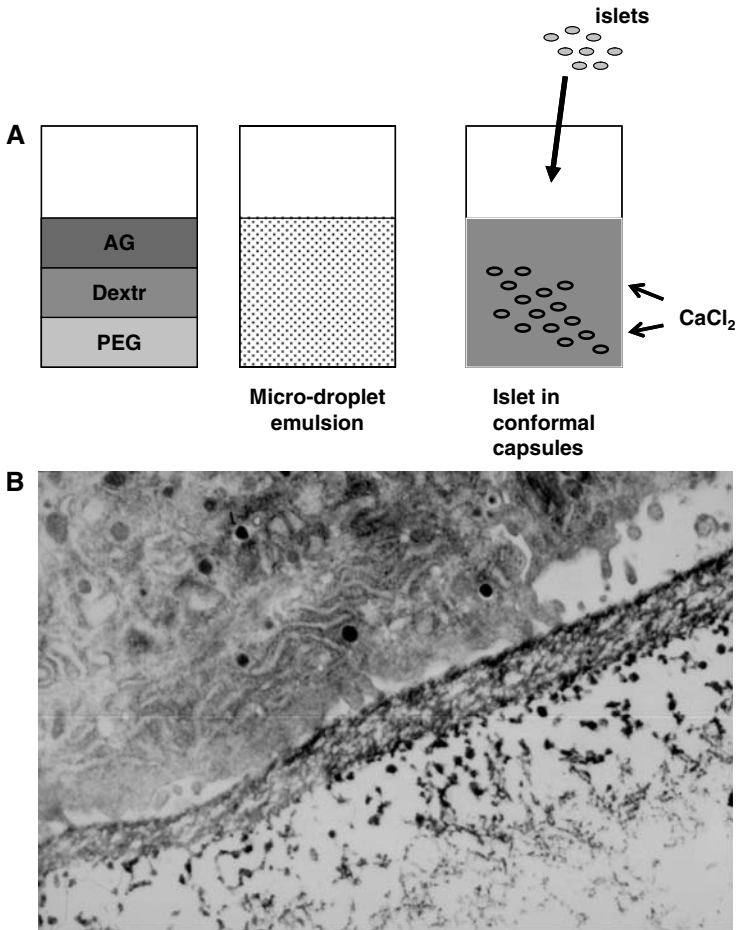 islets
A
AG
Dextr
PEG
CaCl₂
Micro-droplet
emulsion
Islet in
conformal
capsules
B